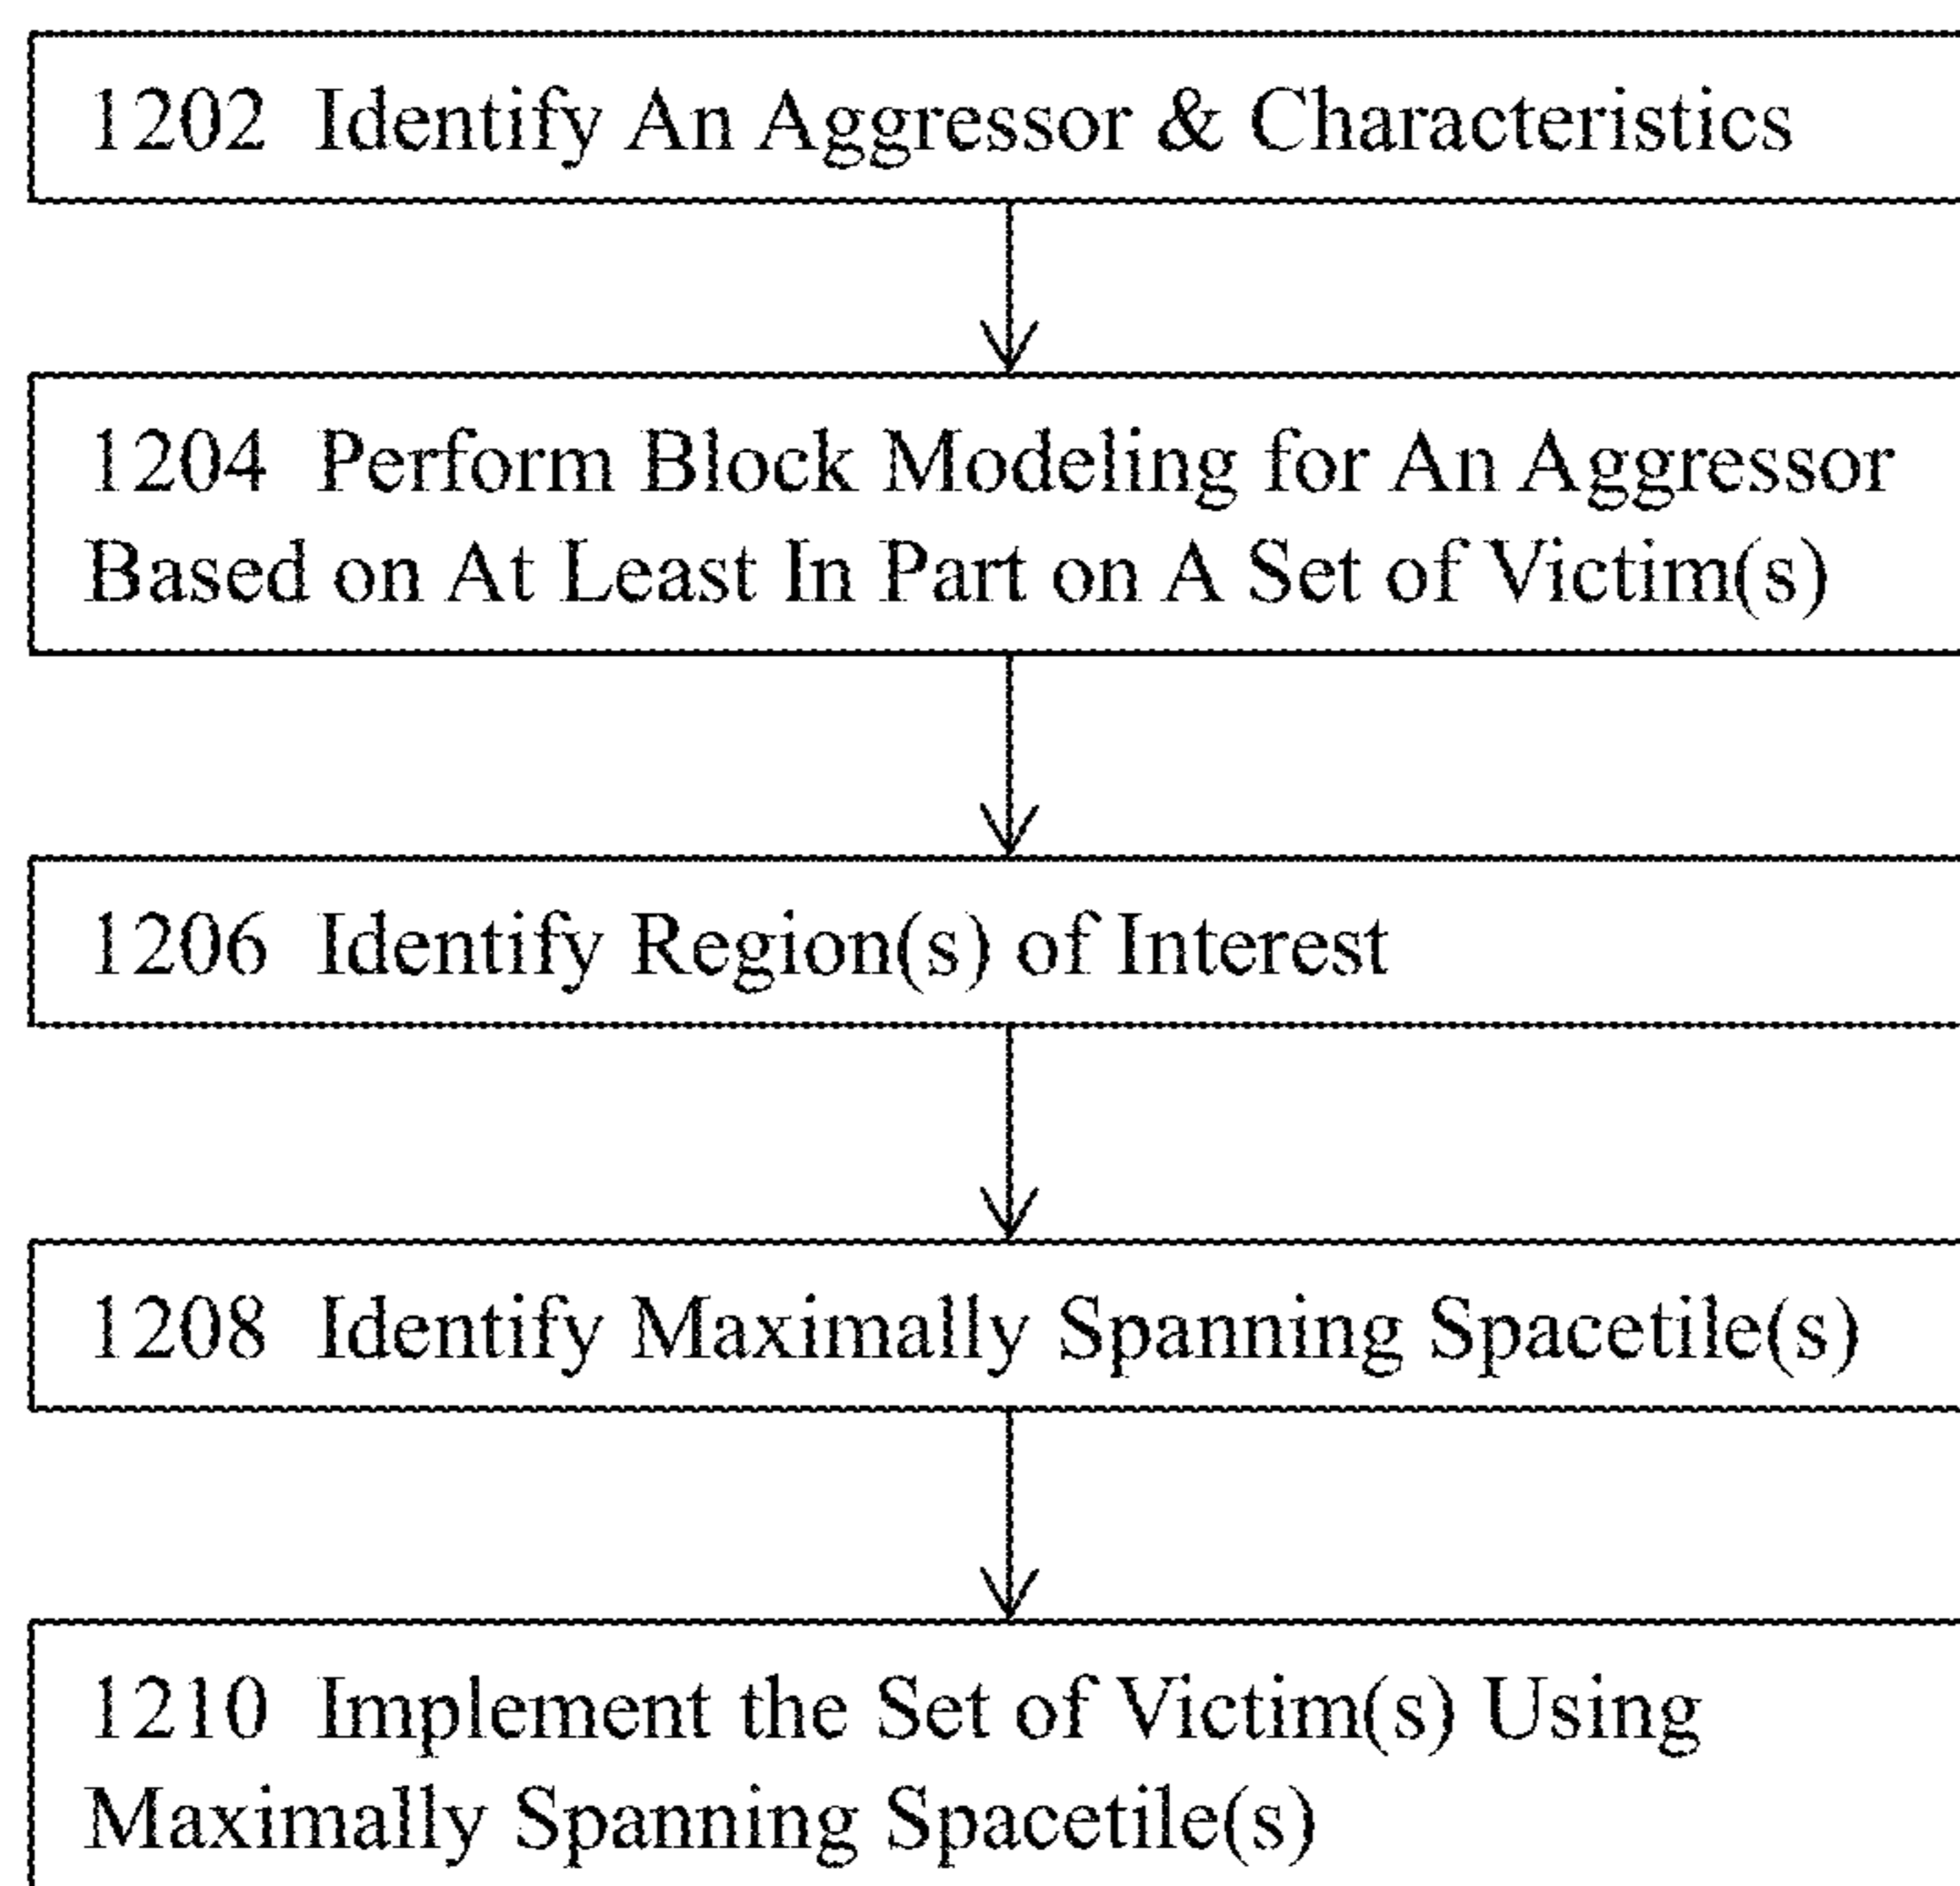 1202 Identify An Aggressor & Characteristics
1204 Perform Block Modeling for An Aggressor
Based on At Least In Part on A Set of Victim(s)
1206 Identify Region(s) of Interest
1208 Identify Maximally Spanning Spacetile(s)
1210 Implement the Set of Victim(s) Using
Maximally Spanning Spacetile(s)